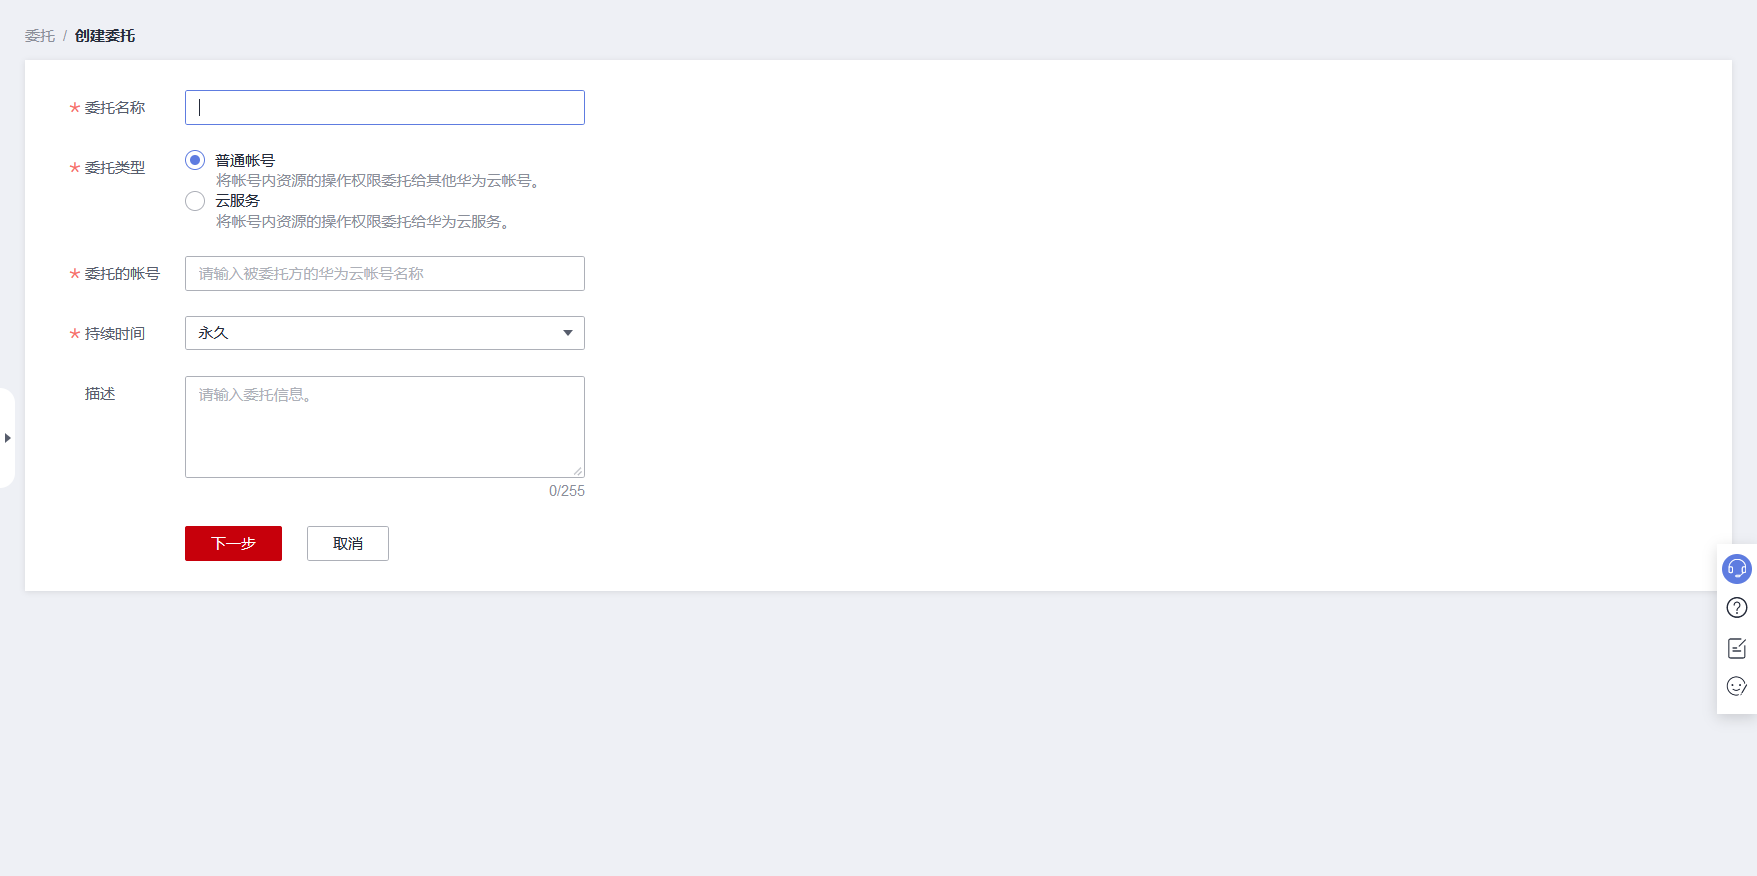 委托 / 创建委托
* 委托名称
* 委托类型
普通帐号
将帐号内资源的操作权限委托给其他华为云帐号。
云服务
将帐号内资源的操作权限委托给华为云服务。
* 委托的帐号
请输入被委托方的华为云帐号名称
* 持续时间
永久
描述
请输入委托信息。
0/255
下一步
取消